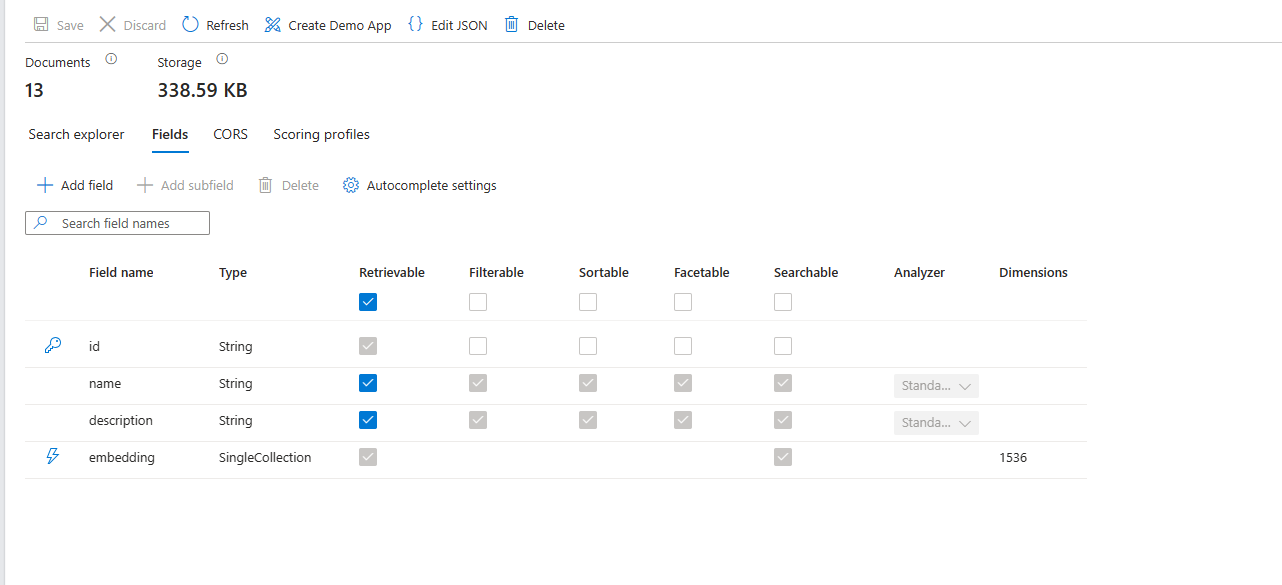 Save Discard Refresh Create Demo App {} Edit JSON Delete
Documents Storage
13 338.59 KB
Search explorer Fields CORS Scoring profiles
Add field Add subfield Delete Autocomplete settings
Search field names
Field name Type Retrievable Filterable Sortable Facetable Searchable Analyzer Dimensions
id String
name String Standa...
description String Standa...
embedding SingleCollection 1536